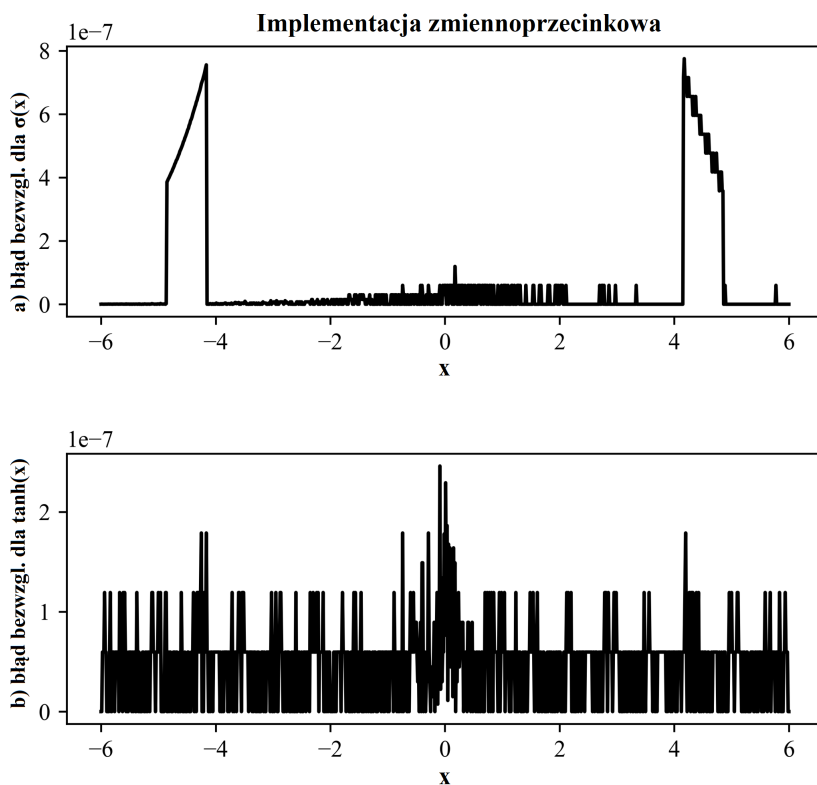 Implementacja zmiennoprzecinkowa
1e−7
8
6
4
2
0
a) błąd bezwzgl. dla σ(x)
−6 −4 −2 0 2 4 6
x
1e−7
2
1
0
b) błąd bezwzgl. dla tanh(x)
−6 −4 −2 0 2 4 6
x